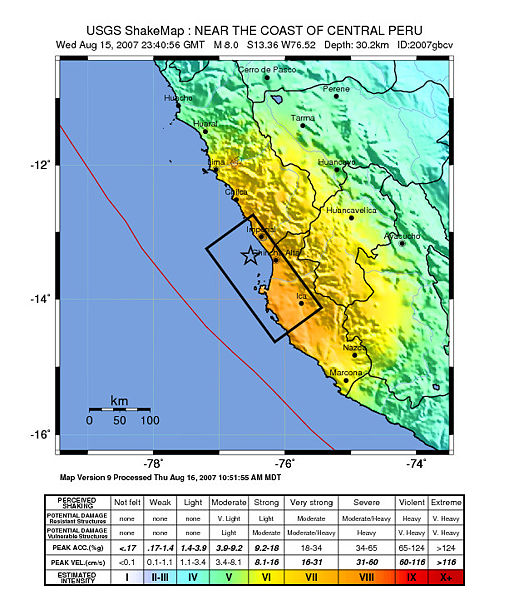 USGS ShakeMap : NEAR THE COAST OF CENTRAL PERU
Wed Aug 15, 2007 23:40:56 GMT M 8.0 S13.36 W76.52 Depth: 30.2km ID:2007gbcv
Cerro de Pasco
Perene
Huacho
Tarma
Huaral
-12°
Lima
Huancayo
Chilca
Huancavelica
Imperial
Ayacucho
Chincha Alta
-14°
Ica
Nazca
Marcona
km
0 50 100
-16°
-78° -76° -74°
Map Version 9 Processed Thu Aug 16, 2007 10:51:55 AM MDT
PERCEIVED SHAKING Not felt Weak Light Moderate Strong Very strong Severe Violent Extreme
POTENTIAL DAMAGE Resistant Structures none none none V. Light Light Moderate Moderate/Heavy Heavy V. Heavy
POTENTIAL DAMAGE Vulnerable Structures none none none Light Moderate Moderate/Heavy Heavy V. Heavy V. Heavy
PEAK ACC.(%g) <.17 .17-1.4 1.4-3.9 3.9-9.2 9.2-18 18-34 34-65 65-124 >124
PEAK VEL.(cm/s) <0.1 0.1-1.1 1.1-3.4 3.4-8.1 8.1-16 16-31 31-60 60-116 >116
ESTIMATED INTENSITY I II-III IV V VI VII VIII IX X+